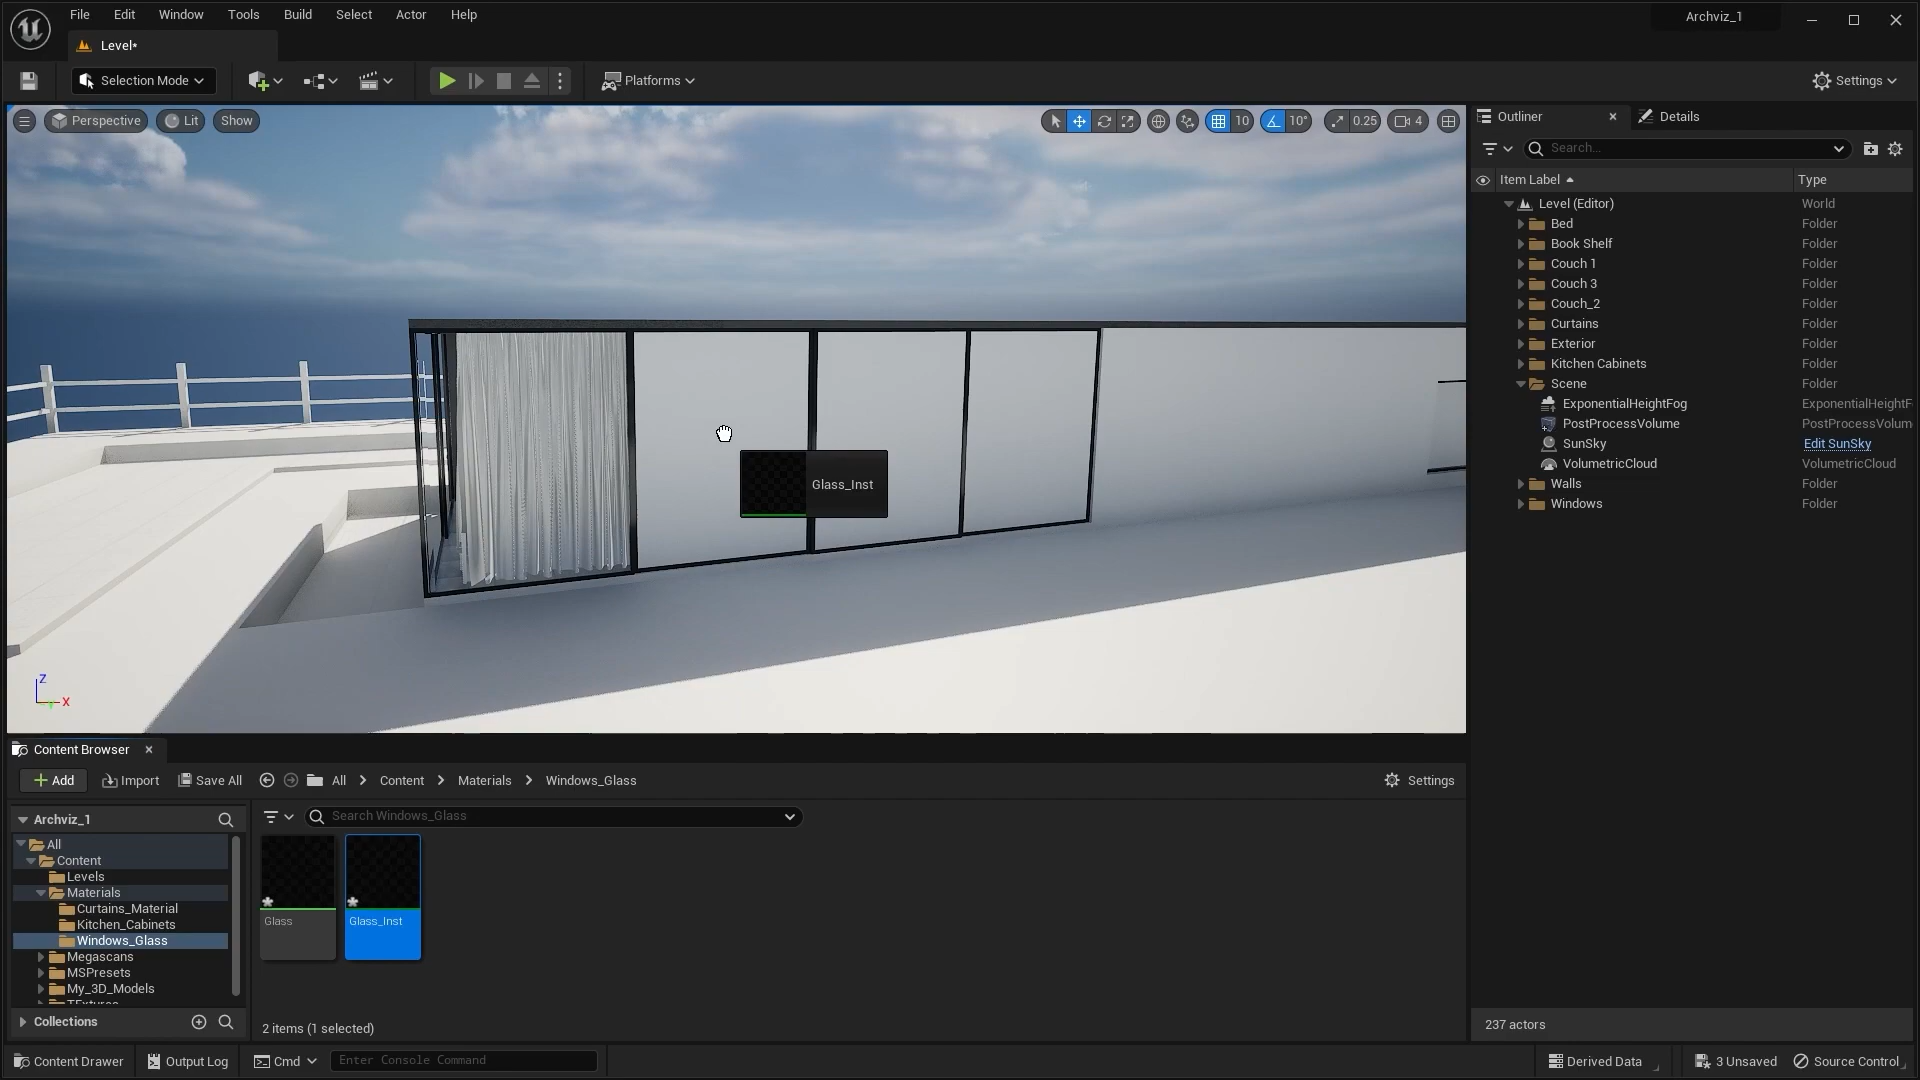 File Edit Window Tools Build Select Actor Help
Archviz_1
Level*
Selection Mode
Platforms
Settings
Perspective Lit Show
10 10° 0.25 4
Outliner
Details
Search...
Item Label Type
Level (Editor) World
Bed Folder
Book Shelf Folder
Couch 1 Folder
Couch 3 Folder
Couch_2 Folder
Curtains Folder
Exterior Folder
Kitchen Cabinets Folder
Scene Folder
ExponentialHeightFog ExponentialHeightF
PostProcessVolume PostProcessVolum
SunSky Edit SunSky
VolumetricCloud VolumetricCloud
Walls Folder
Windows Folder
237 actors
Glass_Inst
Z
X
Content Browser
Add Import Save All All Content Materials Windows_Glass Settings
Archviz_1
Search Windows_Glass
All
Content
Levels
Materials
Curtains_Material
Kitchen_Cabinets
Windows_Glass
Megascans
MSPresets
My_3D_Models
Collections
Glass
Glass_Inst
2 items (1 selected)
Content Drawer Output Log Cmd Enter Console Command
Derived Data 3 Unsaved Source Control